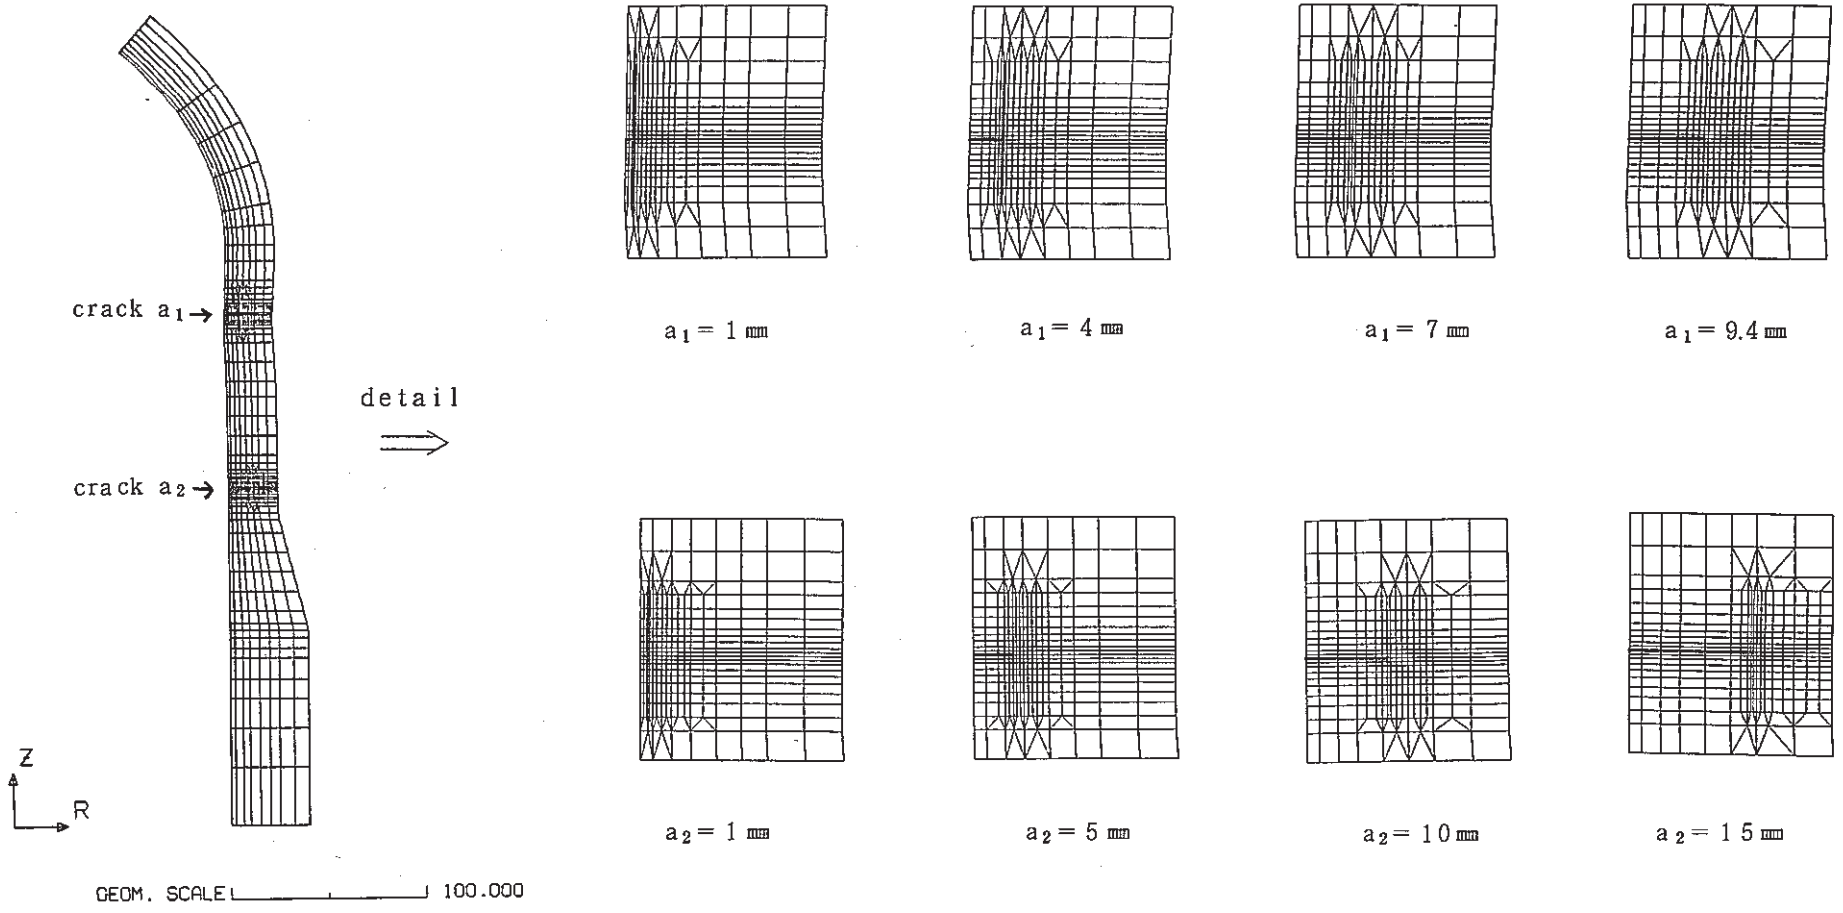 crack a₁→
crack a₂→
detail
a₁= 1 ㎜
a₁= 4 ㎜
a₁= 7 ㎜
a₁= 9.4 ㎜
a₂= 1 ㎜
a₂= 5 ㎜
a₂= 10 ㎜
a₂= 15 ㎜
Z
R
GEOM. SCALE 100.000